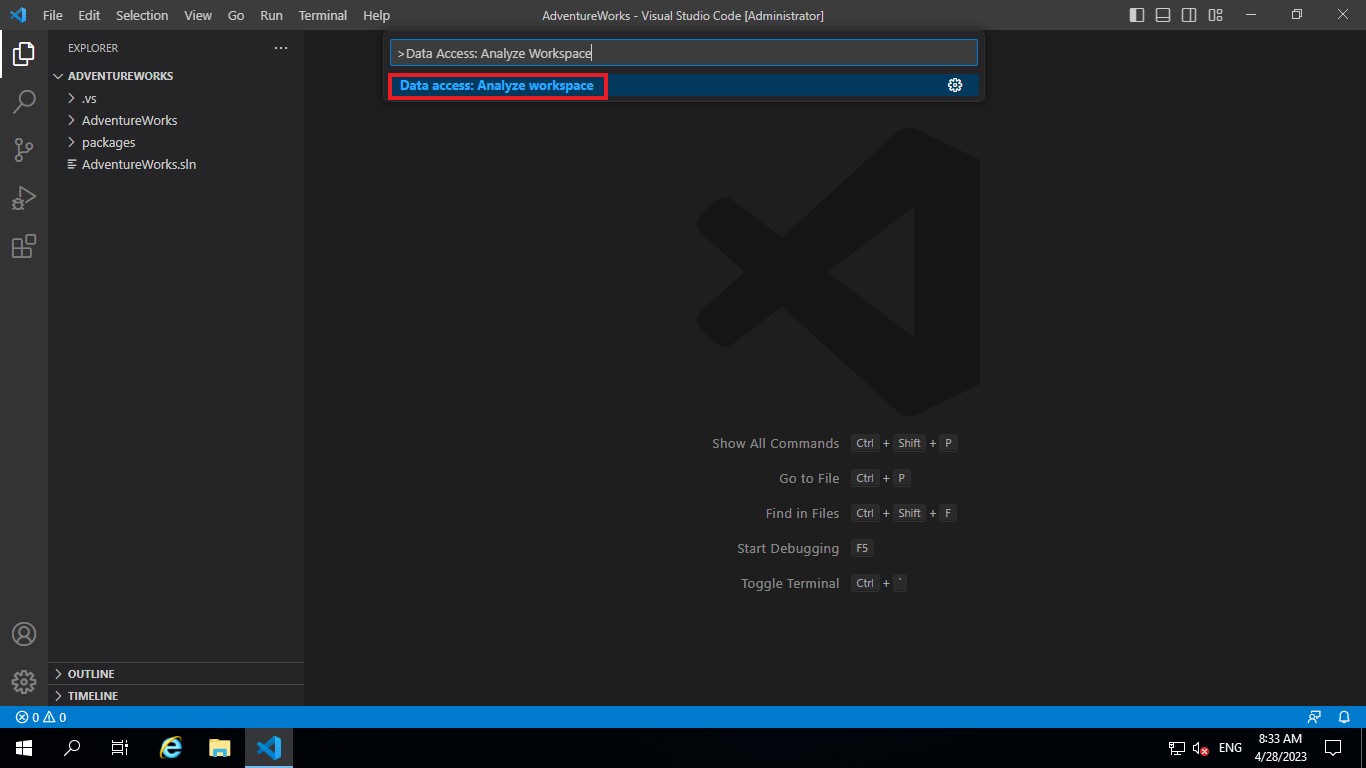 File Edit Selection View Go Run Terminal Help
AdventureWorks - Visual Studio Code [Administrator]
EXPLORER
ADVENTUREWORKS
.vs
AdventureWorks
packages
AdventureWorks.sln
>Data Access: Analyze Workspace
Data access: Analyze workspace
Show All Commands Ctrl + Shift + P
Go to File Ctrl + P
Find in Files Ctrl + Shift + F
Start Debugging F5
Toggle Terminal Ctrl + `
OUTLINE
TIMELINE
0 0
ENG
8:33 AM
4/28/2023